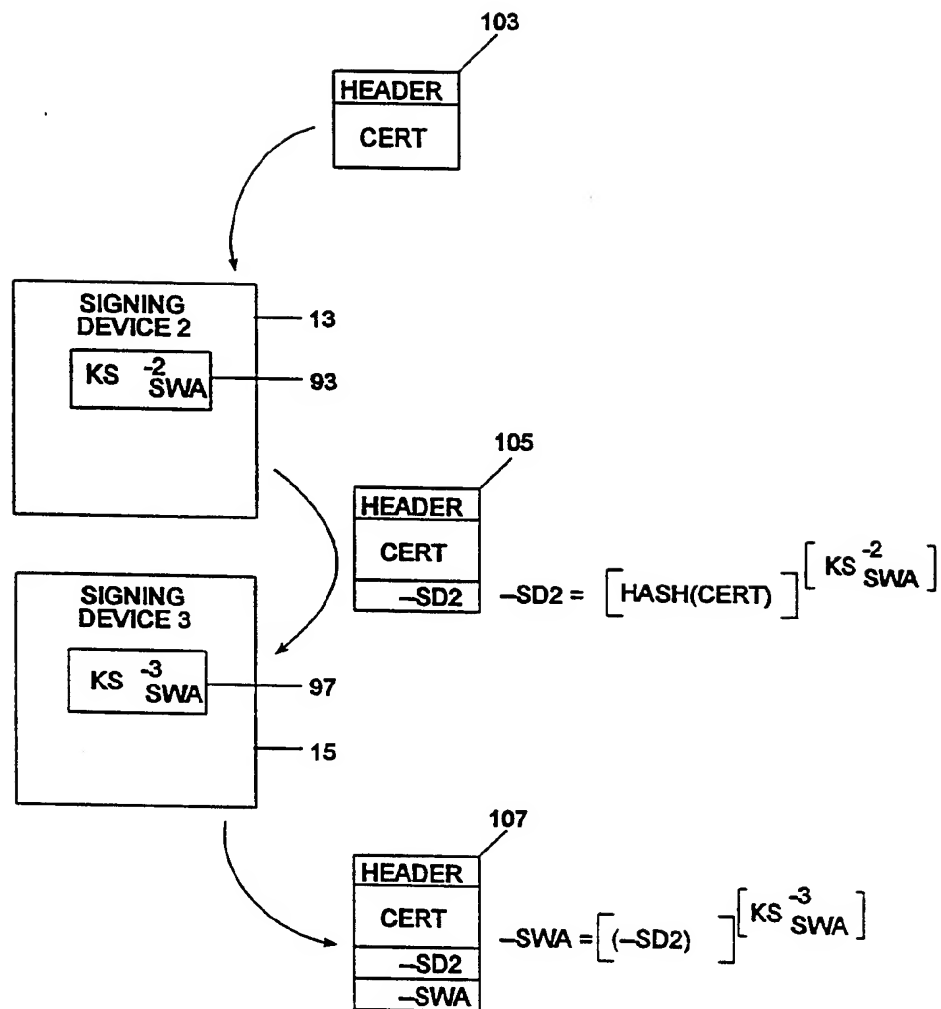 103
HEADER
CERT
SIGNING
DEVICE 2
13
KS -2 SWA
93
105
HEADER
CERT
–SD2
–SD2 = [HASH(CERT)] [KS -2 SWA]
SIGNING
DEVICE 3
KS -3 SWA
97
15
107
HEADER
CERT
–SD2
–SWA
–SWA = [(–SD2) ] [KS -3 SWA]